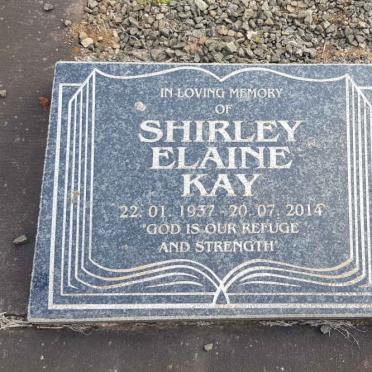 IN LOVING MEMORY
OF
SHIRLEY
ELAINE
KAY
22. 01. 1937 - 20. 07. 2014
'GOD IS OUR REFUGE
AND STRENGTH'